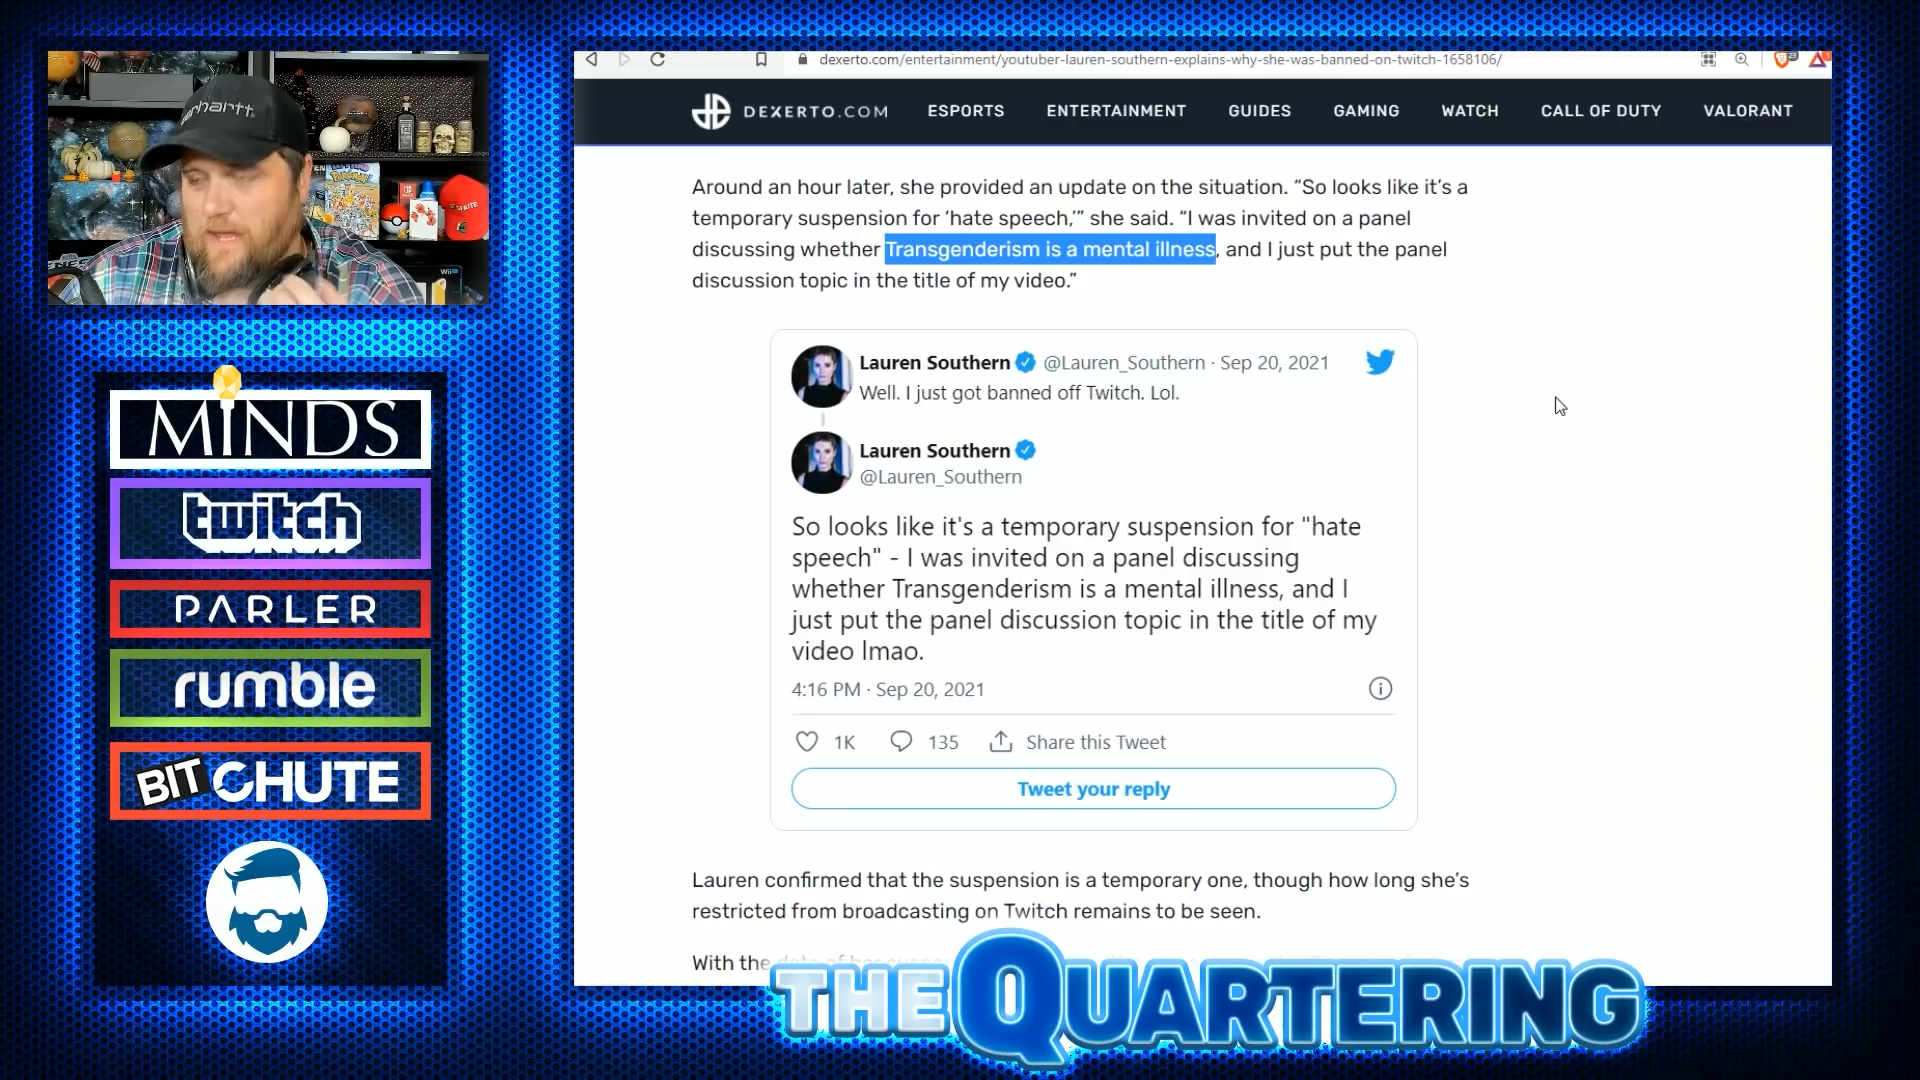 carhartt.
WiiU
MINDS
twitch
PARLER
rumble
BITCHUTE
dexerto.com/entertainment/youtuber-lauren-southern-explains-why-she-was-banned-on-twitch-1658106/
DEXERTO.COM
ESPORTS
ENTERTAINMENT
GUIDES
GAMING
WATCH
CALL OF DUTY
VALORANT
Around an hour later, she provided an update on the situation. “So looks like it’s a
temporary suspension for ‘hate speech,’” she said. “I was invited on a panel
discussing whether Transgenderism is a mental illness, and I just put the panel
discussion topic in the title of my video.”
Lauren Southern @Lauren_Southern · Sep 20, 2021
Well. I just got banned off Twitch. Lol.
Lauren Southern
@Lauren_Southern
So looks like it's a temporary suspension for "hate
speech" - I was invited on a panel discussing
whether Transgenderism is a mental illness, and I
just put the panel discussion topic in the title of my
video lmao.
4:16 PM · Sep 20, 2021
1K 135 Share this Tweet
Tweet your reply
Lauren confirmed that the suspension is a temporary one, though how long she’s
restricted from broadcasting on Twitch remains to be seen.
With the
THE QUARTERING